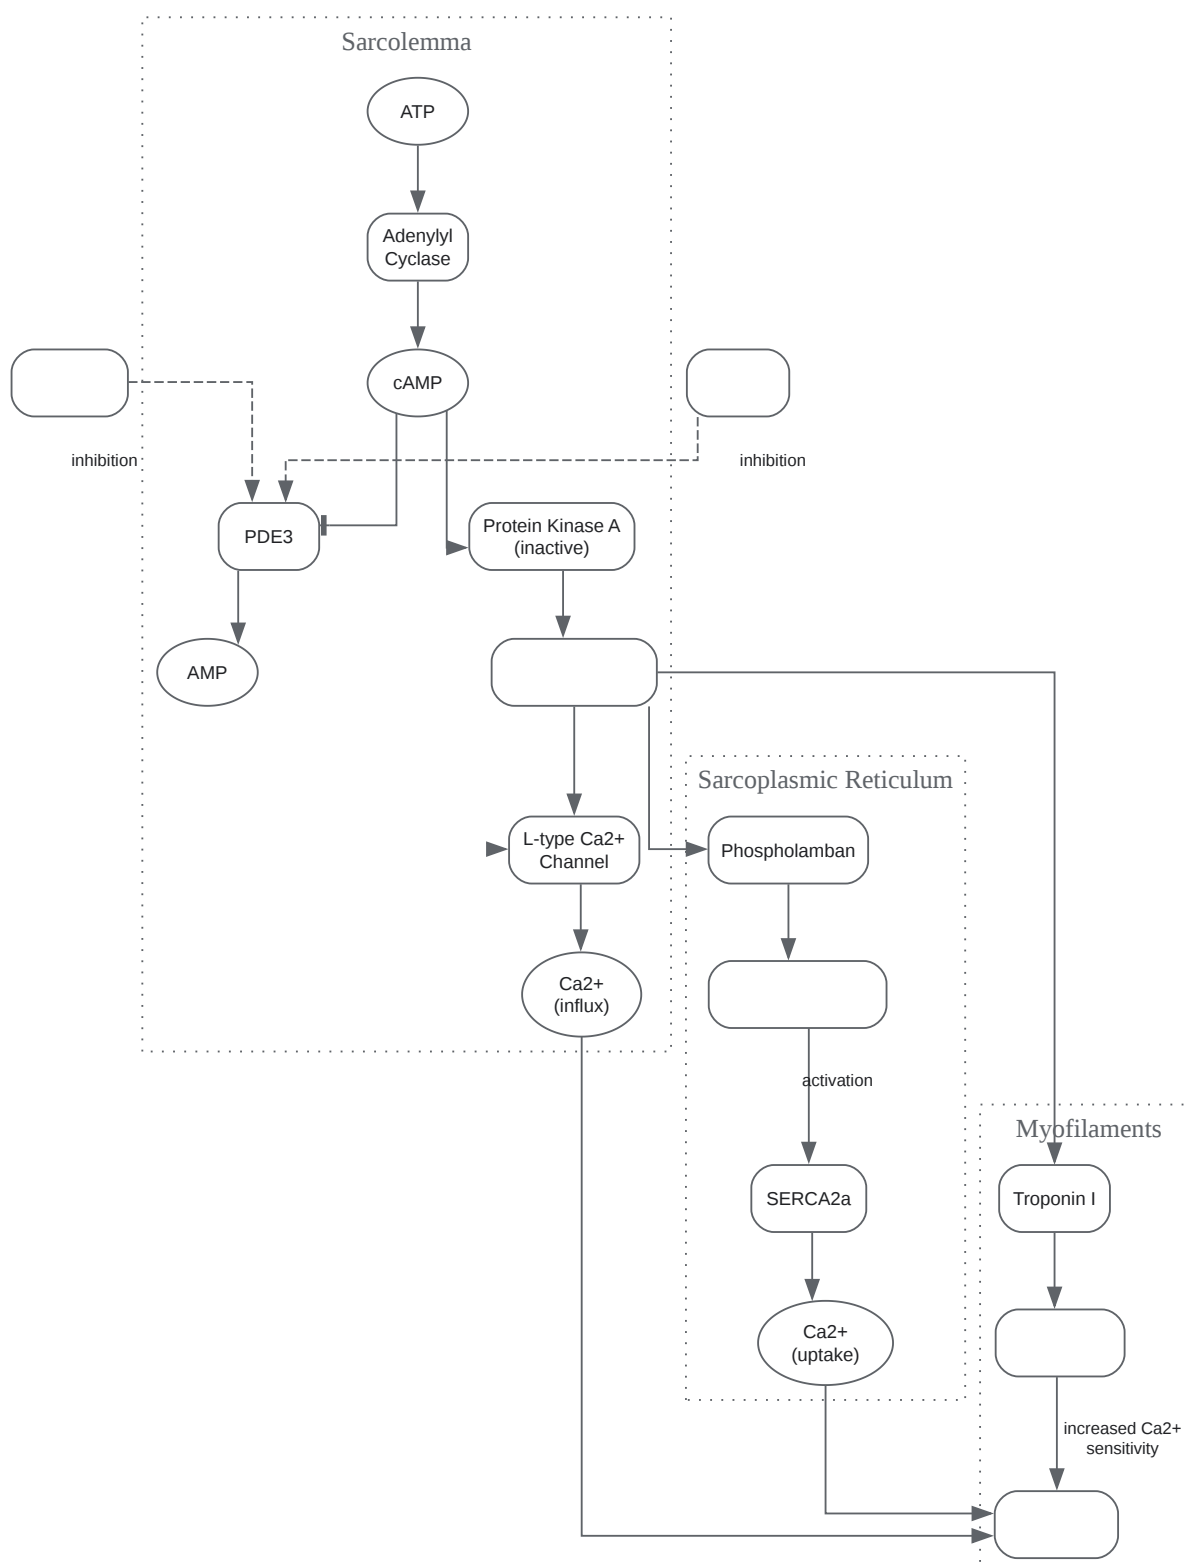 Sarcolemma
ATP
Adenylyl
Cyclase
cAMP
inhibition
inhibition
PDE3
Protein Kinase A
(inactive)
AMP
Sarcoplasmic Reticulum
L-type Ca2+
Channel
Phospholamban
Ca2+
(influx)
activation
Myofilaments
SERCA2a
Troponin I
Ca2+
(uptake)
increased Ca2+
sensitivity